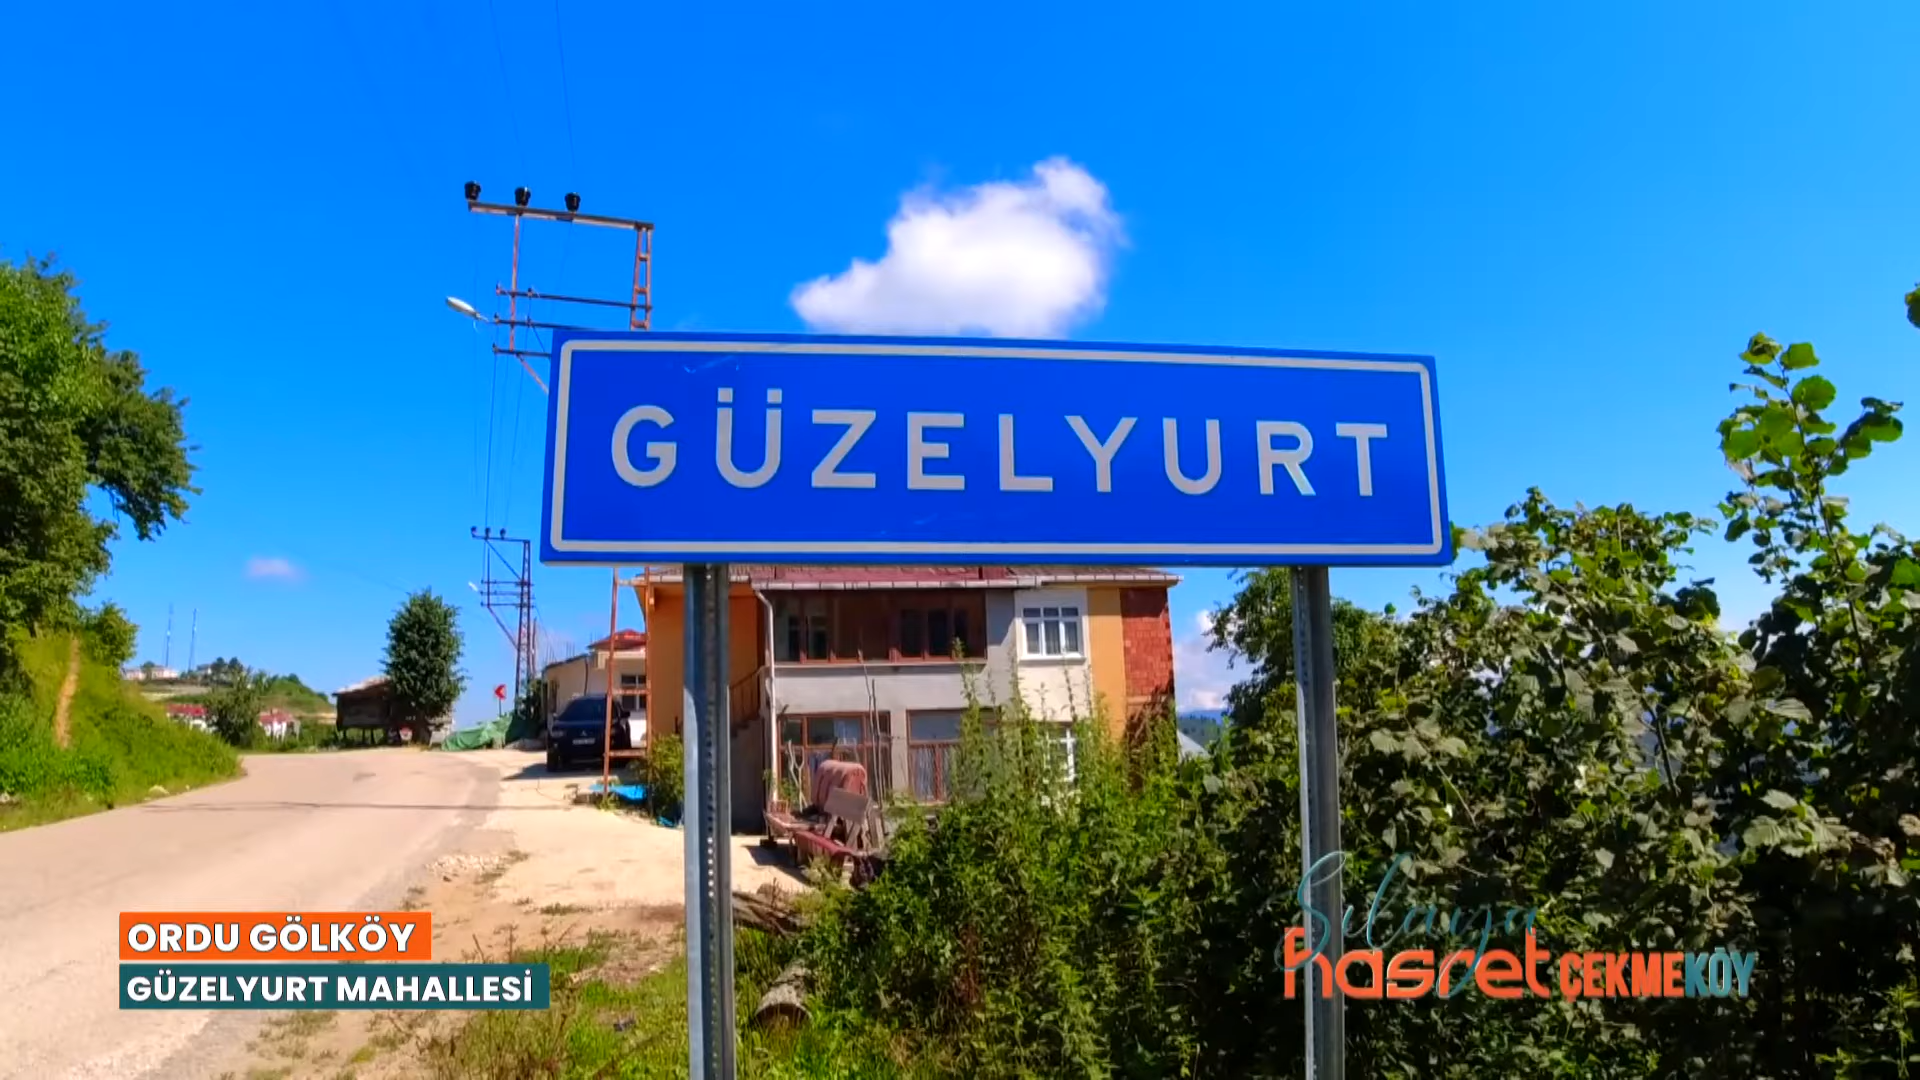 GÜZELYURT
ORDU GÖLKÖY
GÜZELYURT MAHALLESİ
Sılaya
hasret ÇEKMEKÖY